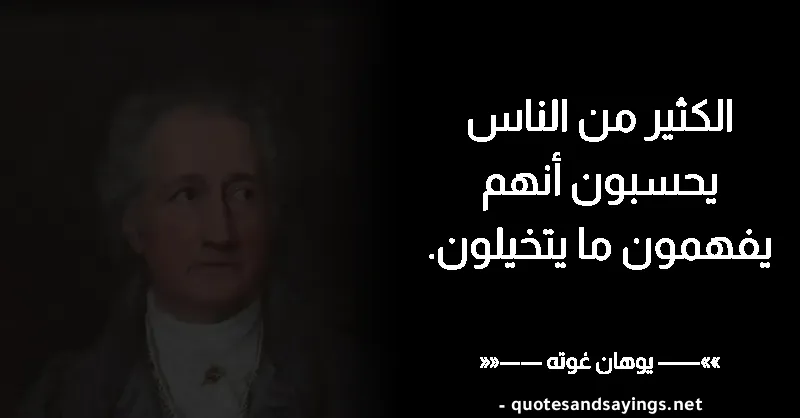 الكثير من الناس
يحسبون أنهم
يفهمون ما يتخيلون.
»»—— يوهان غوته ——««
- quotesandsayings.net